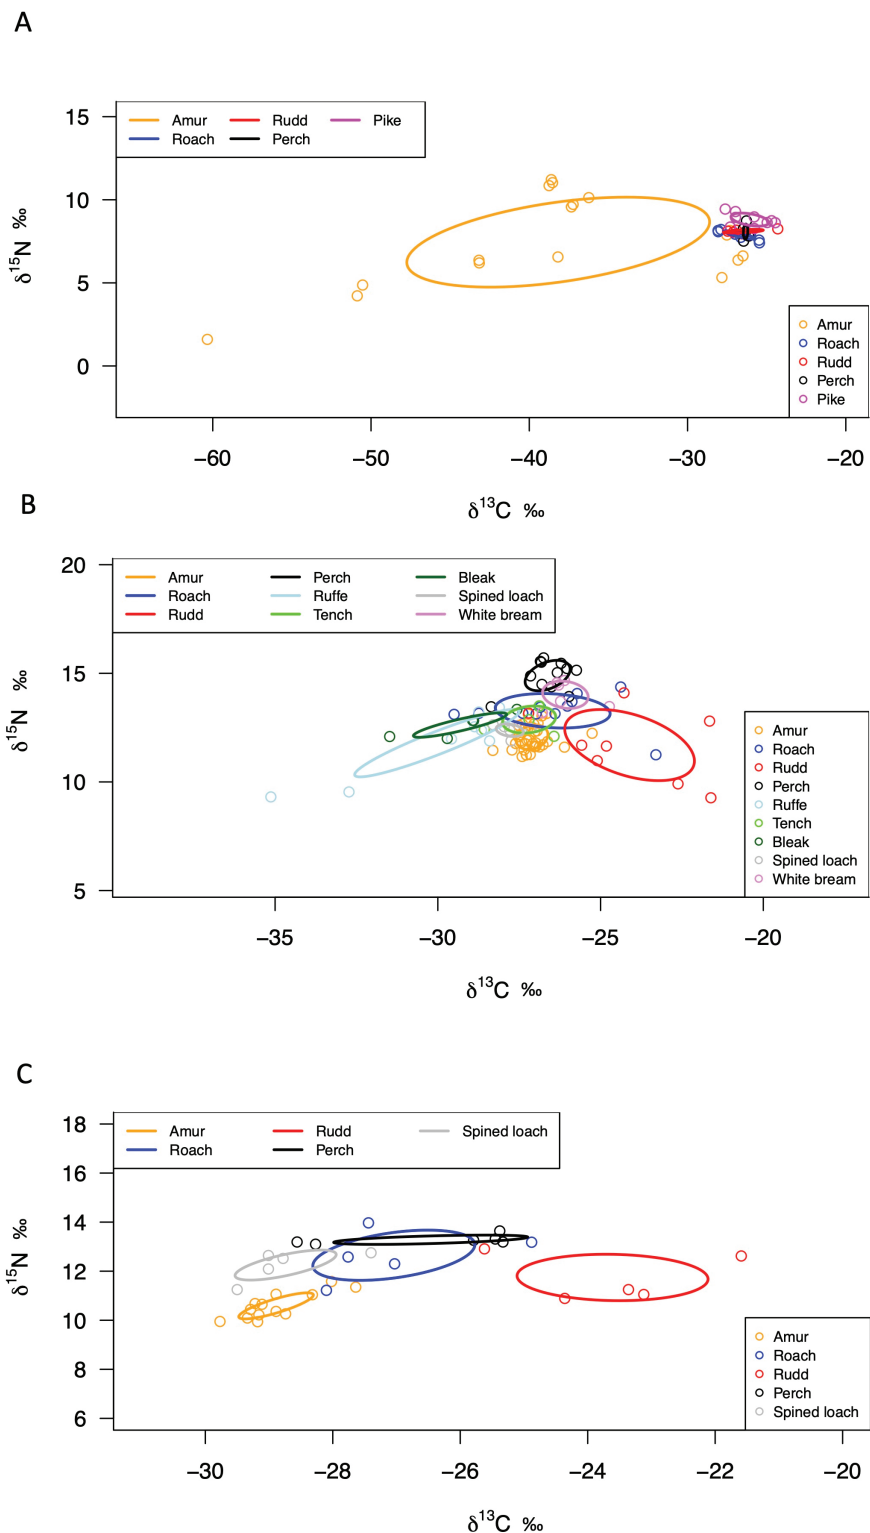 A
Amur Rudd Pike
Roach Perch
15
10
5
0
δ15N ‰
Amur
Roach
Rudd
Perch
Pike
−60 −50 −40 −30 −20
δ13C ‰
B
Amur Perch Bleak
Roach Ruffe Spined loach
Rudd Tench White bream
20
15
10
5
δ15N ‰
Amur
Roach
Rudd
Perch
Ruffe
Tench
Bleak
Spined loach
White bream
−35 −30 −25 −20
δ13C ‰
C
Amur Rudd Spined loach
Roach Perch
18
16
14
12
10
8
6
δ15N ‰
Amur
Roach
Rudd
Perch
Spined loach
−30 −28 −26 −24 −22 −20
δ13C ‰